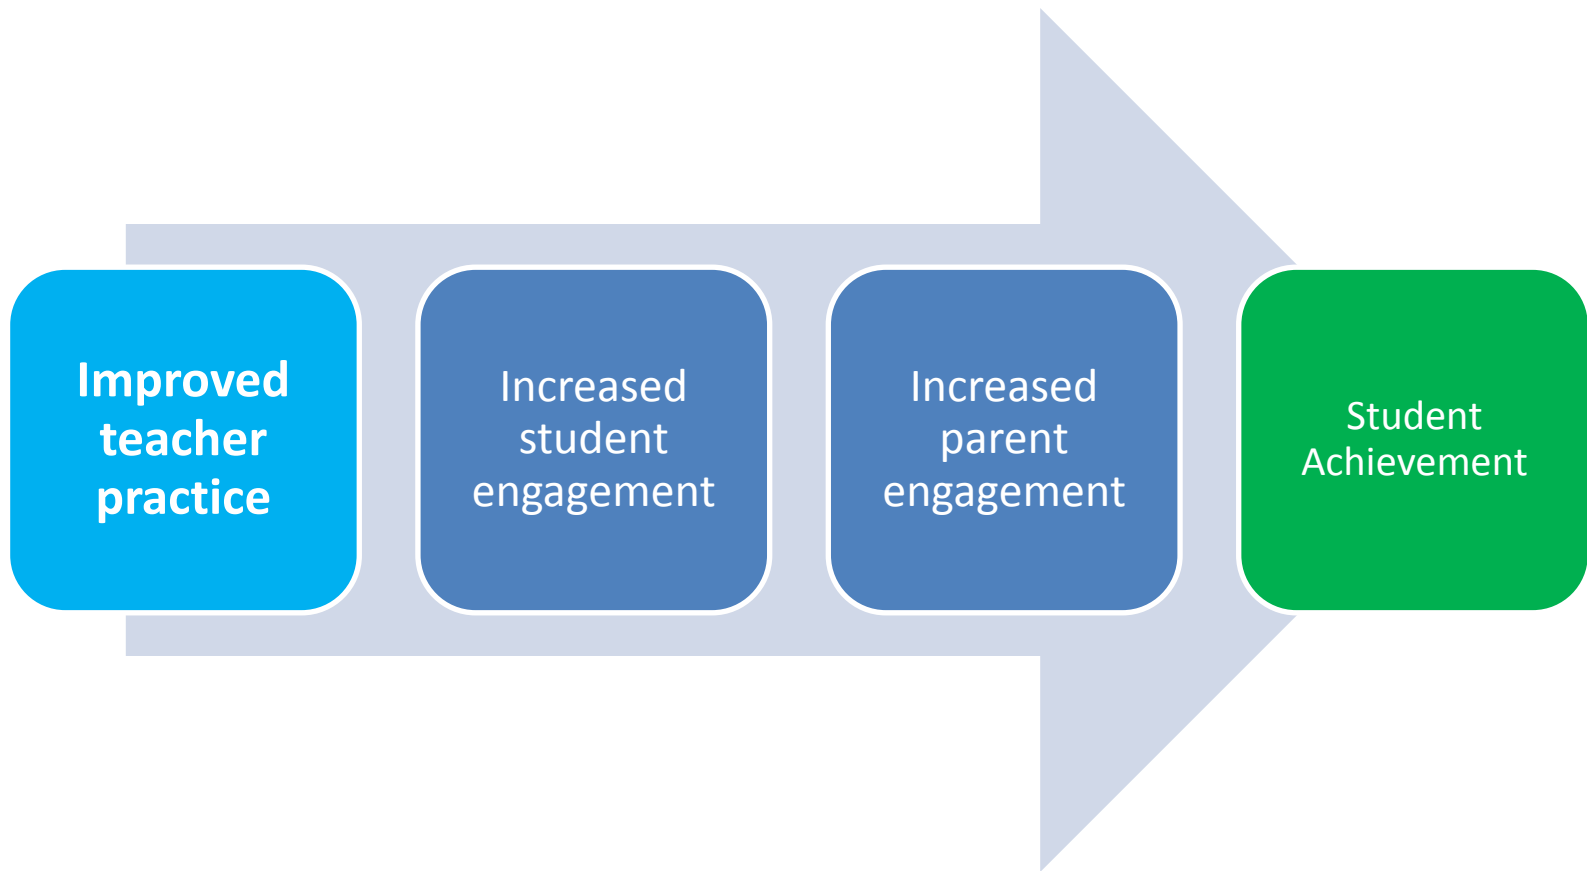 Improved
teacher
practice
Increased
student
engagement
Increased
parent
engagement
Student
Achievement